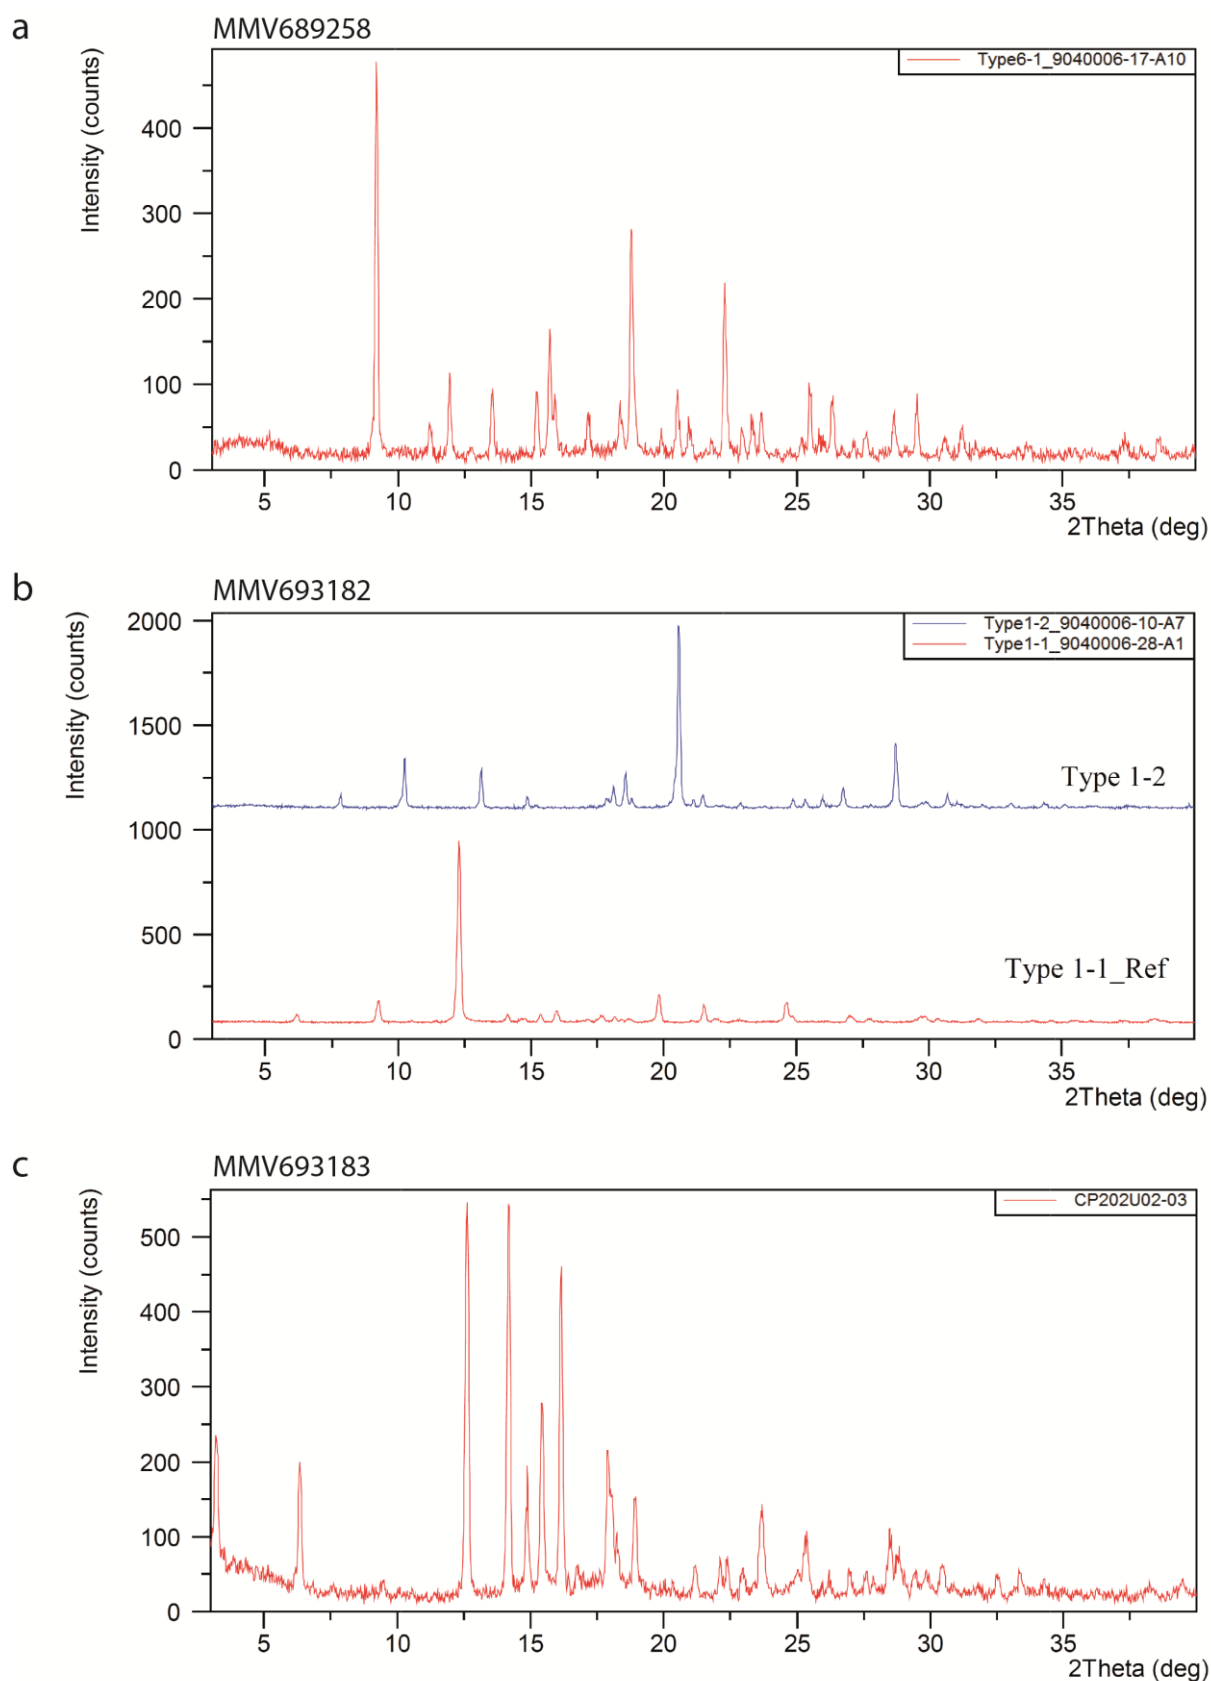 a
MMV689258
Type6-1_9040006-17-A10
Intensity (counts)
400
300
200
100
0
5 10 15 20 25 30 35
2Theta (deg)
b
MMV693182
Type1-2_9040006-10-A7
Type1-1_9040006-28-A1
Intensity (counts)
2000
1500
1000
500
0
Type 1-2
Type 1-1_Ref
5 10 15 20 25 30 35
2Theta (deg)
c
MMV693183
CP202U02-03
Intensity (counts)
500
400
300
200
100
0
5 10 15 20 25 30 35
2Theta (deg)